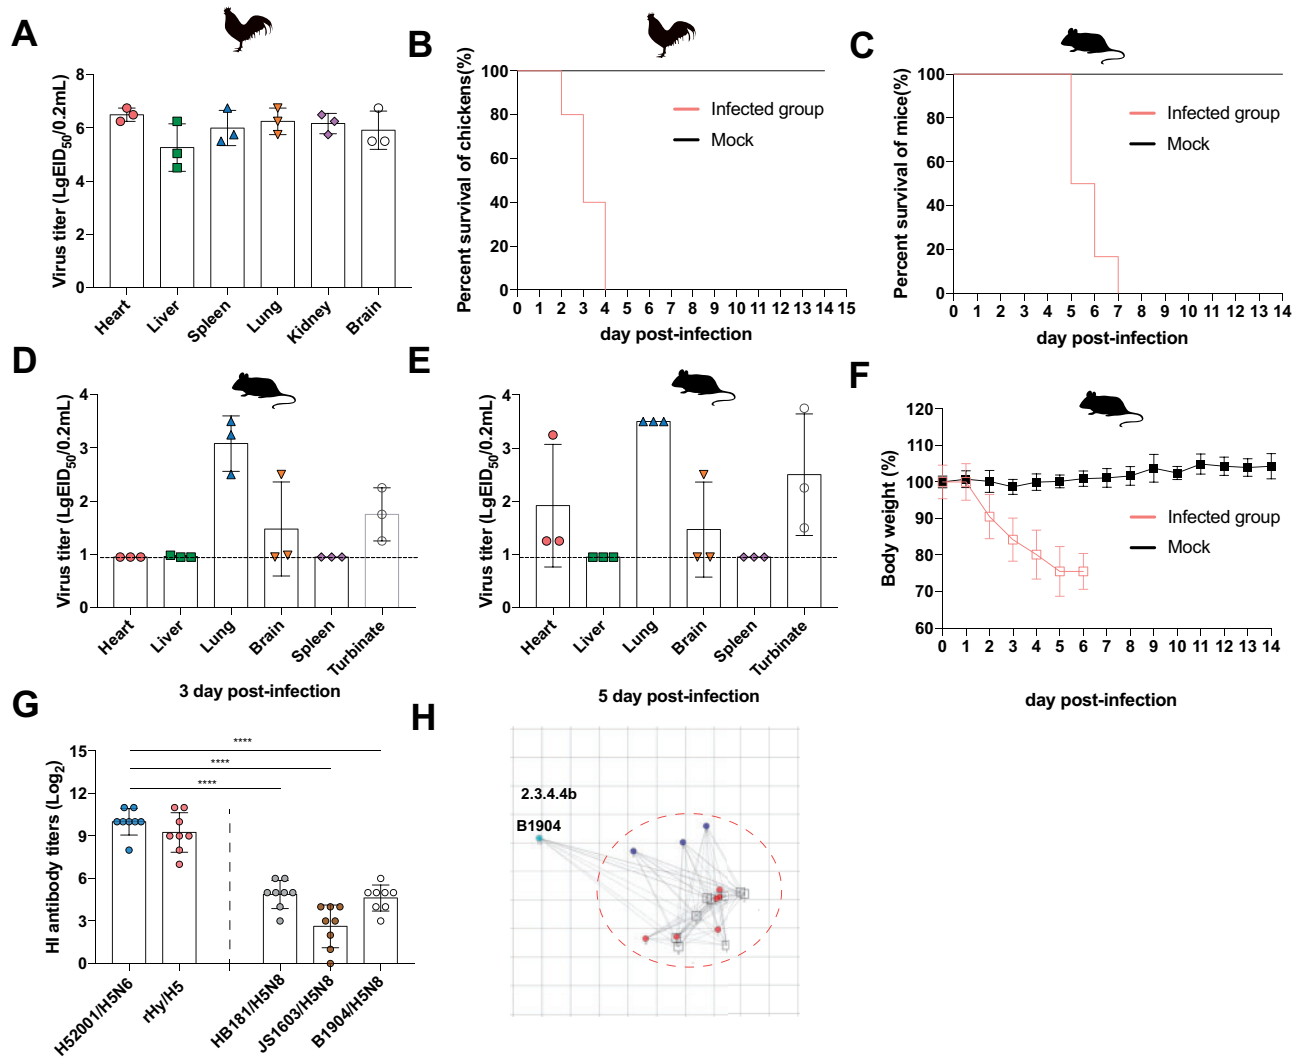 A
Virus titer (LgEID50/0.2mL)
8
6
4
2
0
Heart
Liver
Spleen
Lung
Kidney
Brain
B
Percent survival of chickens(%)
100
80
60
40
20
0
Infected group
Mock
0 1 2 3 4 5 6 7 8 9 10 11 12 13 14 15
day post-infection
C
Percent survival of mice(%)
100
80
60
40
20
0
Infected group
Mock
0 1 2 3 4 5 6 7 8 9 10 11 12 13 14
day post-infection
D
Virus titer (LgEID50/0.2mL)
4
3
2
1
0
Heart
Liver
Lung
Brain
Spleen
Turbinate
3 day post-infection
E
Virus titer (LgEID50/0.2mL)
4
3
2
1
0
Heart
Liver
Lung
Brain
Spleen
Turbinate
5 day post-infection
F
Body weight (%)
120
110
100
90
80
70
60
Infected group
Mock
0 1 2 3 4 5 6 7 8 9 10 11 12 13 14
day post-infection
G
HI antibody titers (Log2)
15
12
9
6
3
0
****
****
****
H52001/H5N6
rHy/H5
HB181/H5N8
JS1603/H5N8
B1904/H5N8
H
2.3.4.4b
B1904